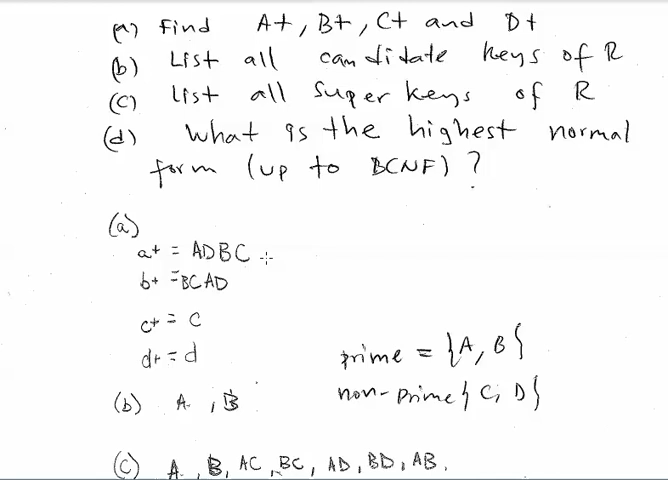 (a) Find A+, B+, C+ and D+
(b) List all candidate keys of R
(c) list all Super keys of R
(d) What is the highest normal
form (up to BCNF) ?
(a)
a+ = ADBC
b+ = BCAD
c+ = C
d+ = d
prime = {A, B}
non-prime { C, D}
(b) A , B
(c) A, B, AC, BC, AD, BD, AB,